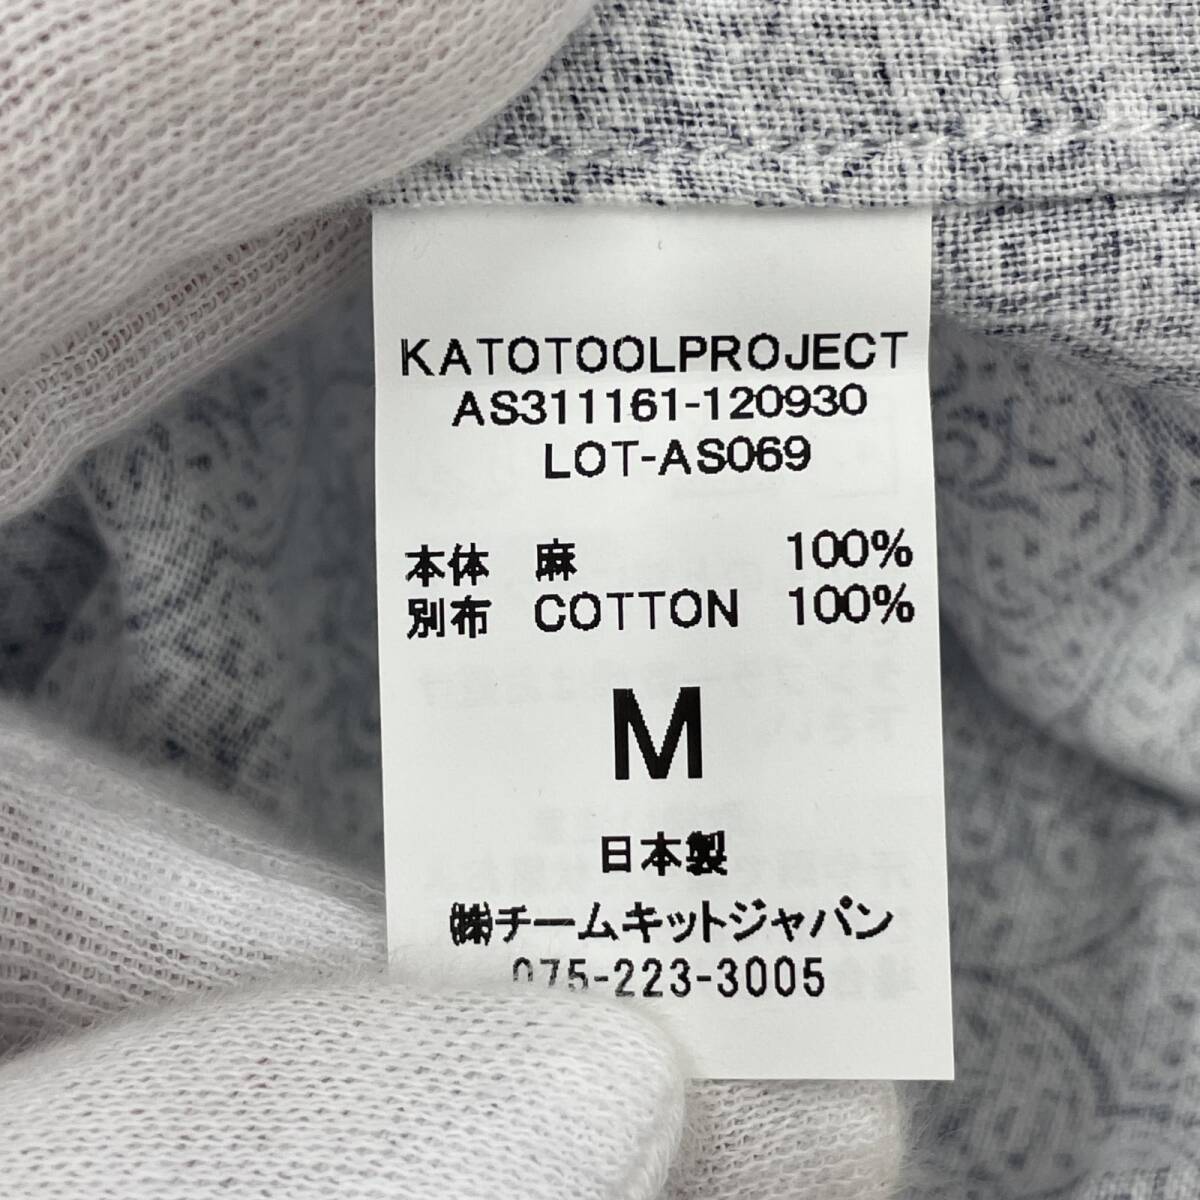 KATOTOOLPROJECT
AS311161-120930
LOT-AS069
本体 麻 100%
別布 COTTON 100%
M
日本製
㈱チームキットジャパン
075-223-3005